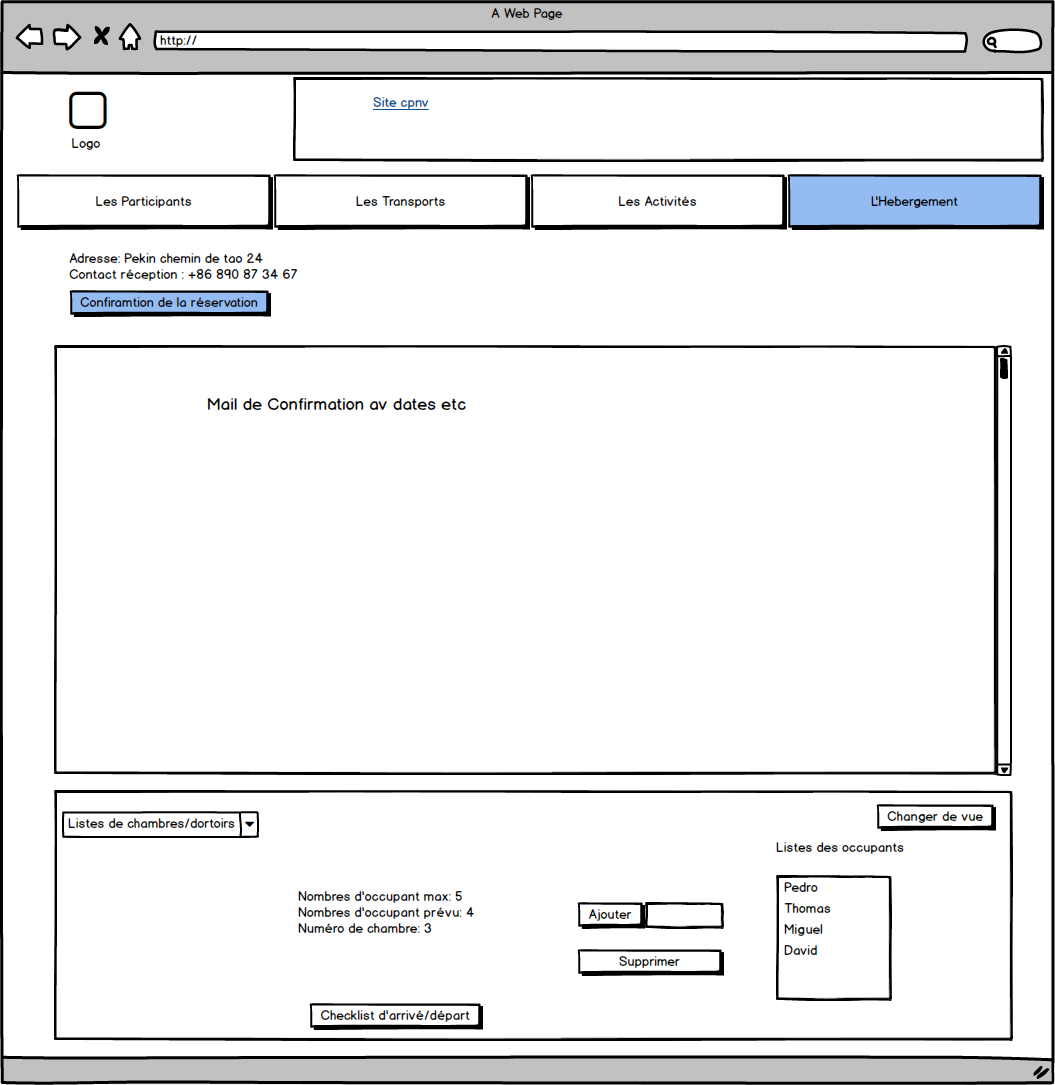 A Web Page
http://
Site cpnv
Logo
Les Participants
Les Transports
Les Activités
L'Hebergement
Adresse: Pekin chemin de tao 24
Contact réception : +86 890 87 34 67
Confiramtion de la réservation
Mail de Confirmation av dates etc
Listes de chambres/dortoirs
Changer de vue
Listes des occupants
Nombres d'occupant max: 5
Nombres d'occupant prévu: 4
Numéro de chambre: 3
Ajouter
Supprimer
Pedro
Thomas
Miguel
David
Checklist d'arrivé/départ